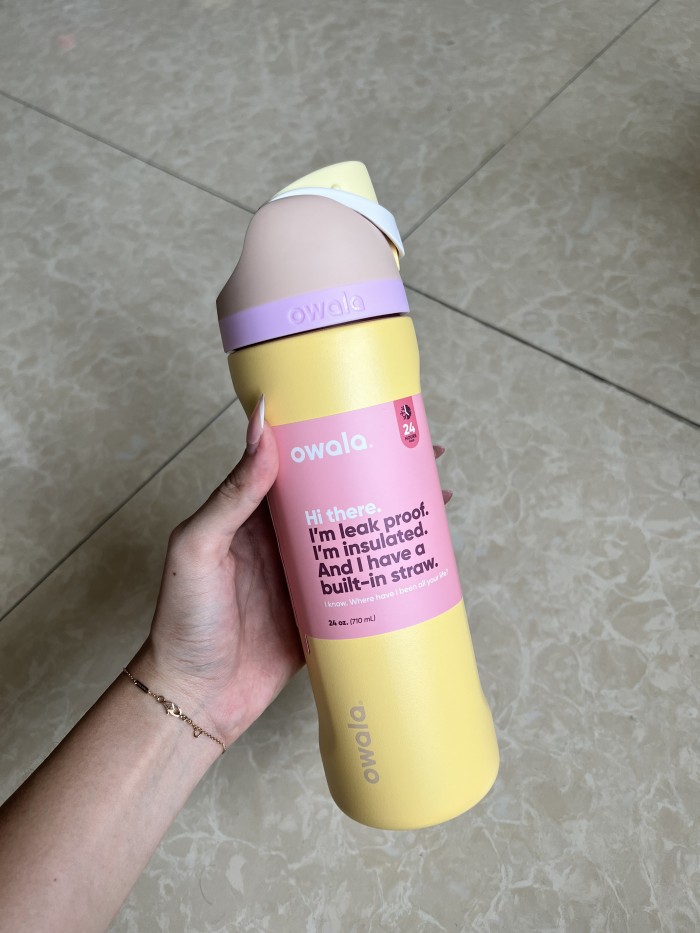 owala
owala.
24
Hi there.
I'm leak proof.
I'm insulated.
And I have a
built-in straw.
I know. Where have I been all your life?
24 oz. (710 mL)
owala